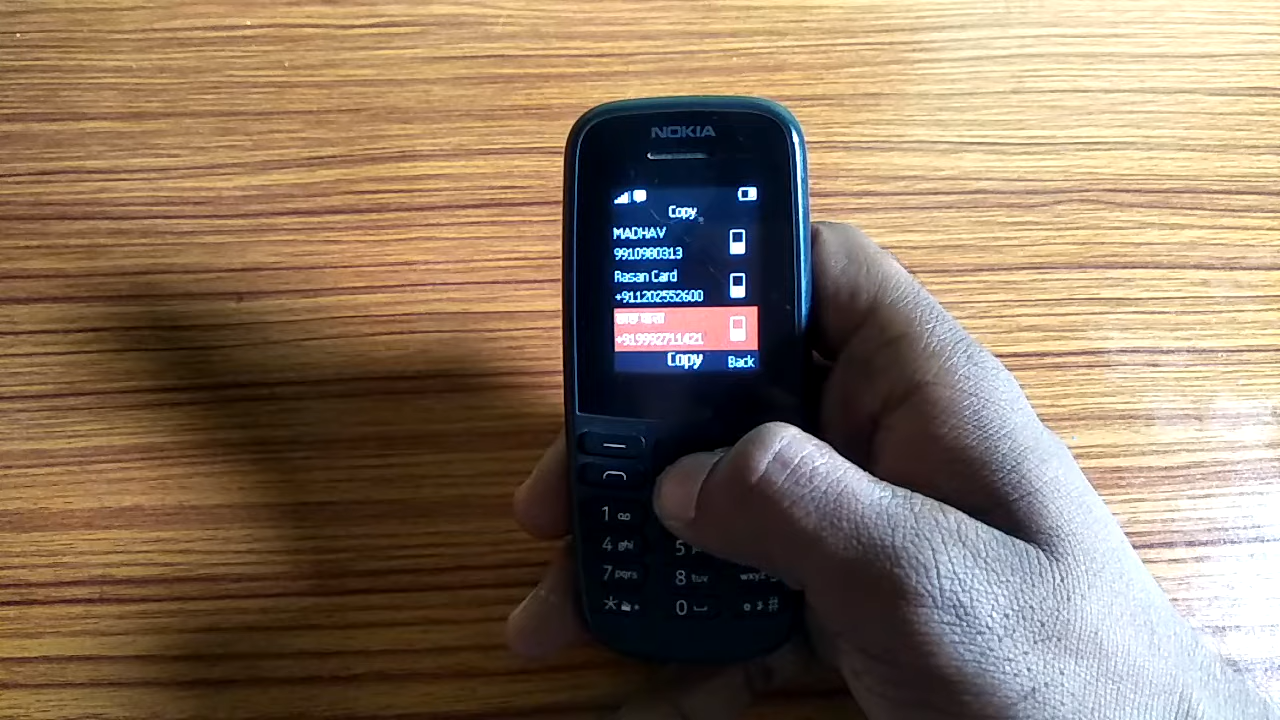 NOKIA
Copy
MADHAV
9910980313
Rasan Card
+911202552600
+919992711421
Copy Back
1
4 ghi 5
7 pqrs 8 tuv wxyz
* 0 #